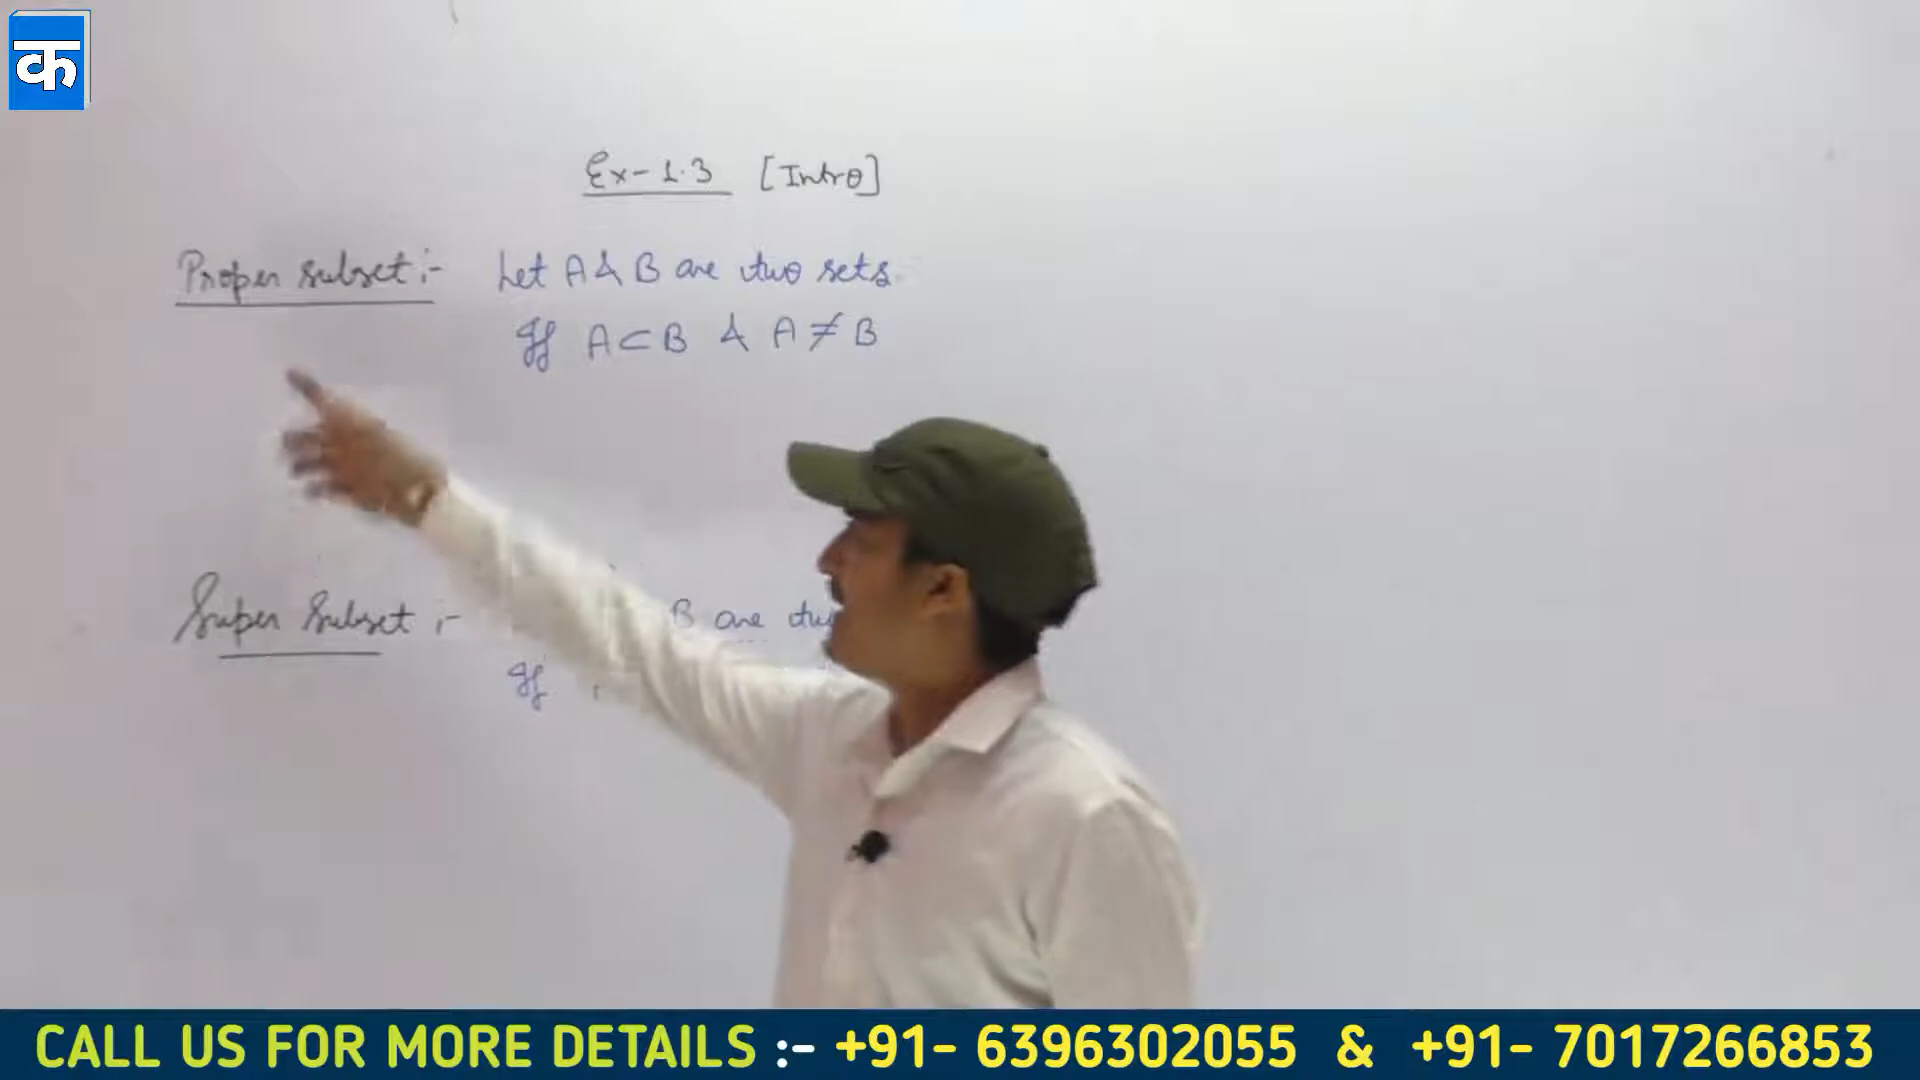 क
Ex-1.3 [Intro]
Proper subset:- Let A & B are two sets.
If A⊂B & A≠B
Super Subset :- B are
If
CALL US FOR MORE DETAILS :- +91- 6396302055 & +91- 7017266853